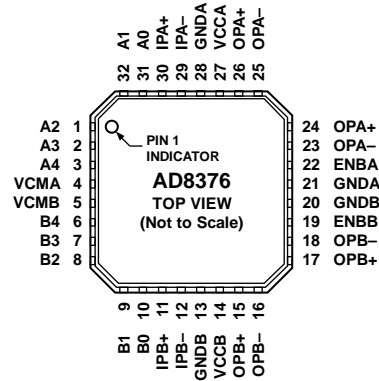 A1
A0
IPA+
IPA–
GNDA
VCCA
OPA+
OPA–
32
31
30
29
28
27
26
25
A2 1
A3 2
A4 3
VCMA 4
VCMB 5
B4 6
B3 7
B2 8
PIN 1
INDICATOR
AD8376
TOP VIEW
(Not to Scale)
24 OPA+
23 OPA–
22 ENBA
21 GNDA
20 GNDB
19 ENBB
18 OPB–
17 OPB+
9
10
11
12
13
14
15
16
B1
B0
IPB+
IPB–
GNDB
VCCB
OPB+
OPB–